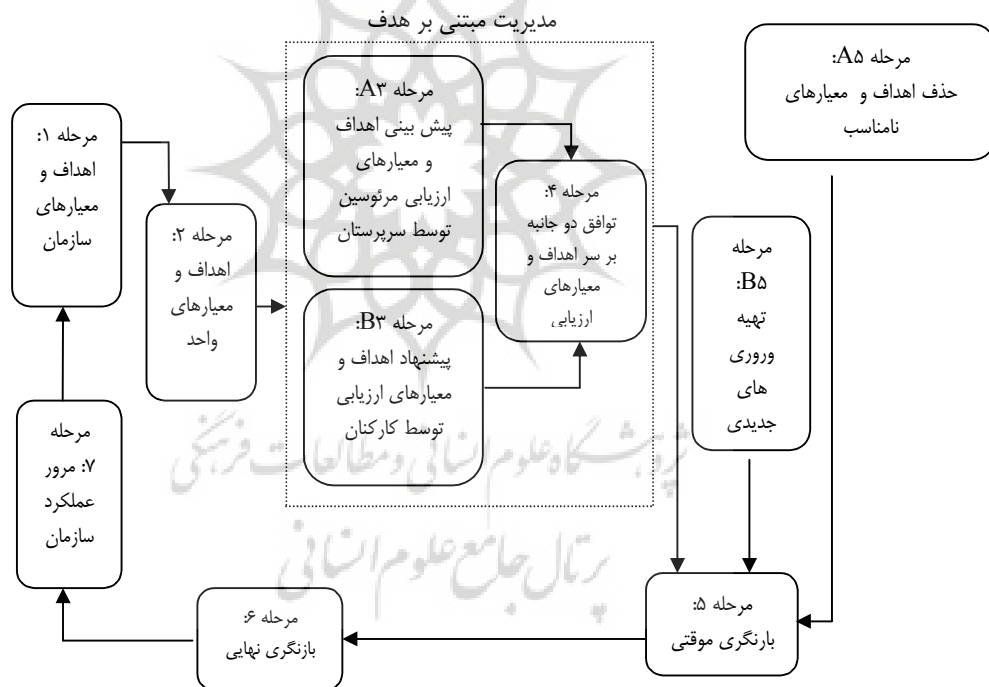 مدیریت مبتنی بر هدف
مرحله ۱:
اهداف و
معیارهای
سازمان
مرحله ۲:
اهداف و
معیارهای
واحد
مرحله A۳:
پیش بینی اهداف
و معیارهای
ارزیابی مرئوسین
توسط سرپرستان
مرحله B۳:
پیشنهاد اهداف و
معیارهای ارزیابی
توسط کارکنان
مرحله ۴:
توافق دو جانبه
بر سر اهداف و
معیارهای
ارزیابی
مرحله A۵:
حذف اهداف و معیارهای
نامناسب
مرحله
B۵:
تهیه
وروری
های
جدیدی
مرحله ۵:
بارنگری موقتی
مرحله ۶:
بازنگری نهایی
مرحله
۷: مرور
عملکرد
سازمان
پژوهشگاه علوم انسانی و مطالعات فرهنگی
پرتال جامع علوم انسانی